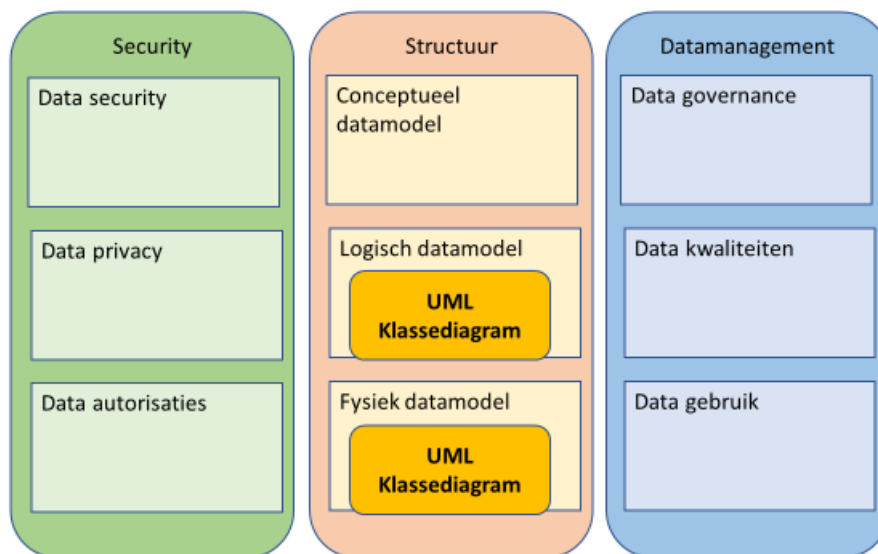 Security
Data security
Data privacy
Data autorisaties
Structuur
Conceptueel
datamodel
Logisch datamodel
UML
Klassediagram
Fysiek datamodel
UML
Klassediagram
Datamanagement
Data governance
Data kwaliteiten
Data gebruik